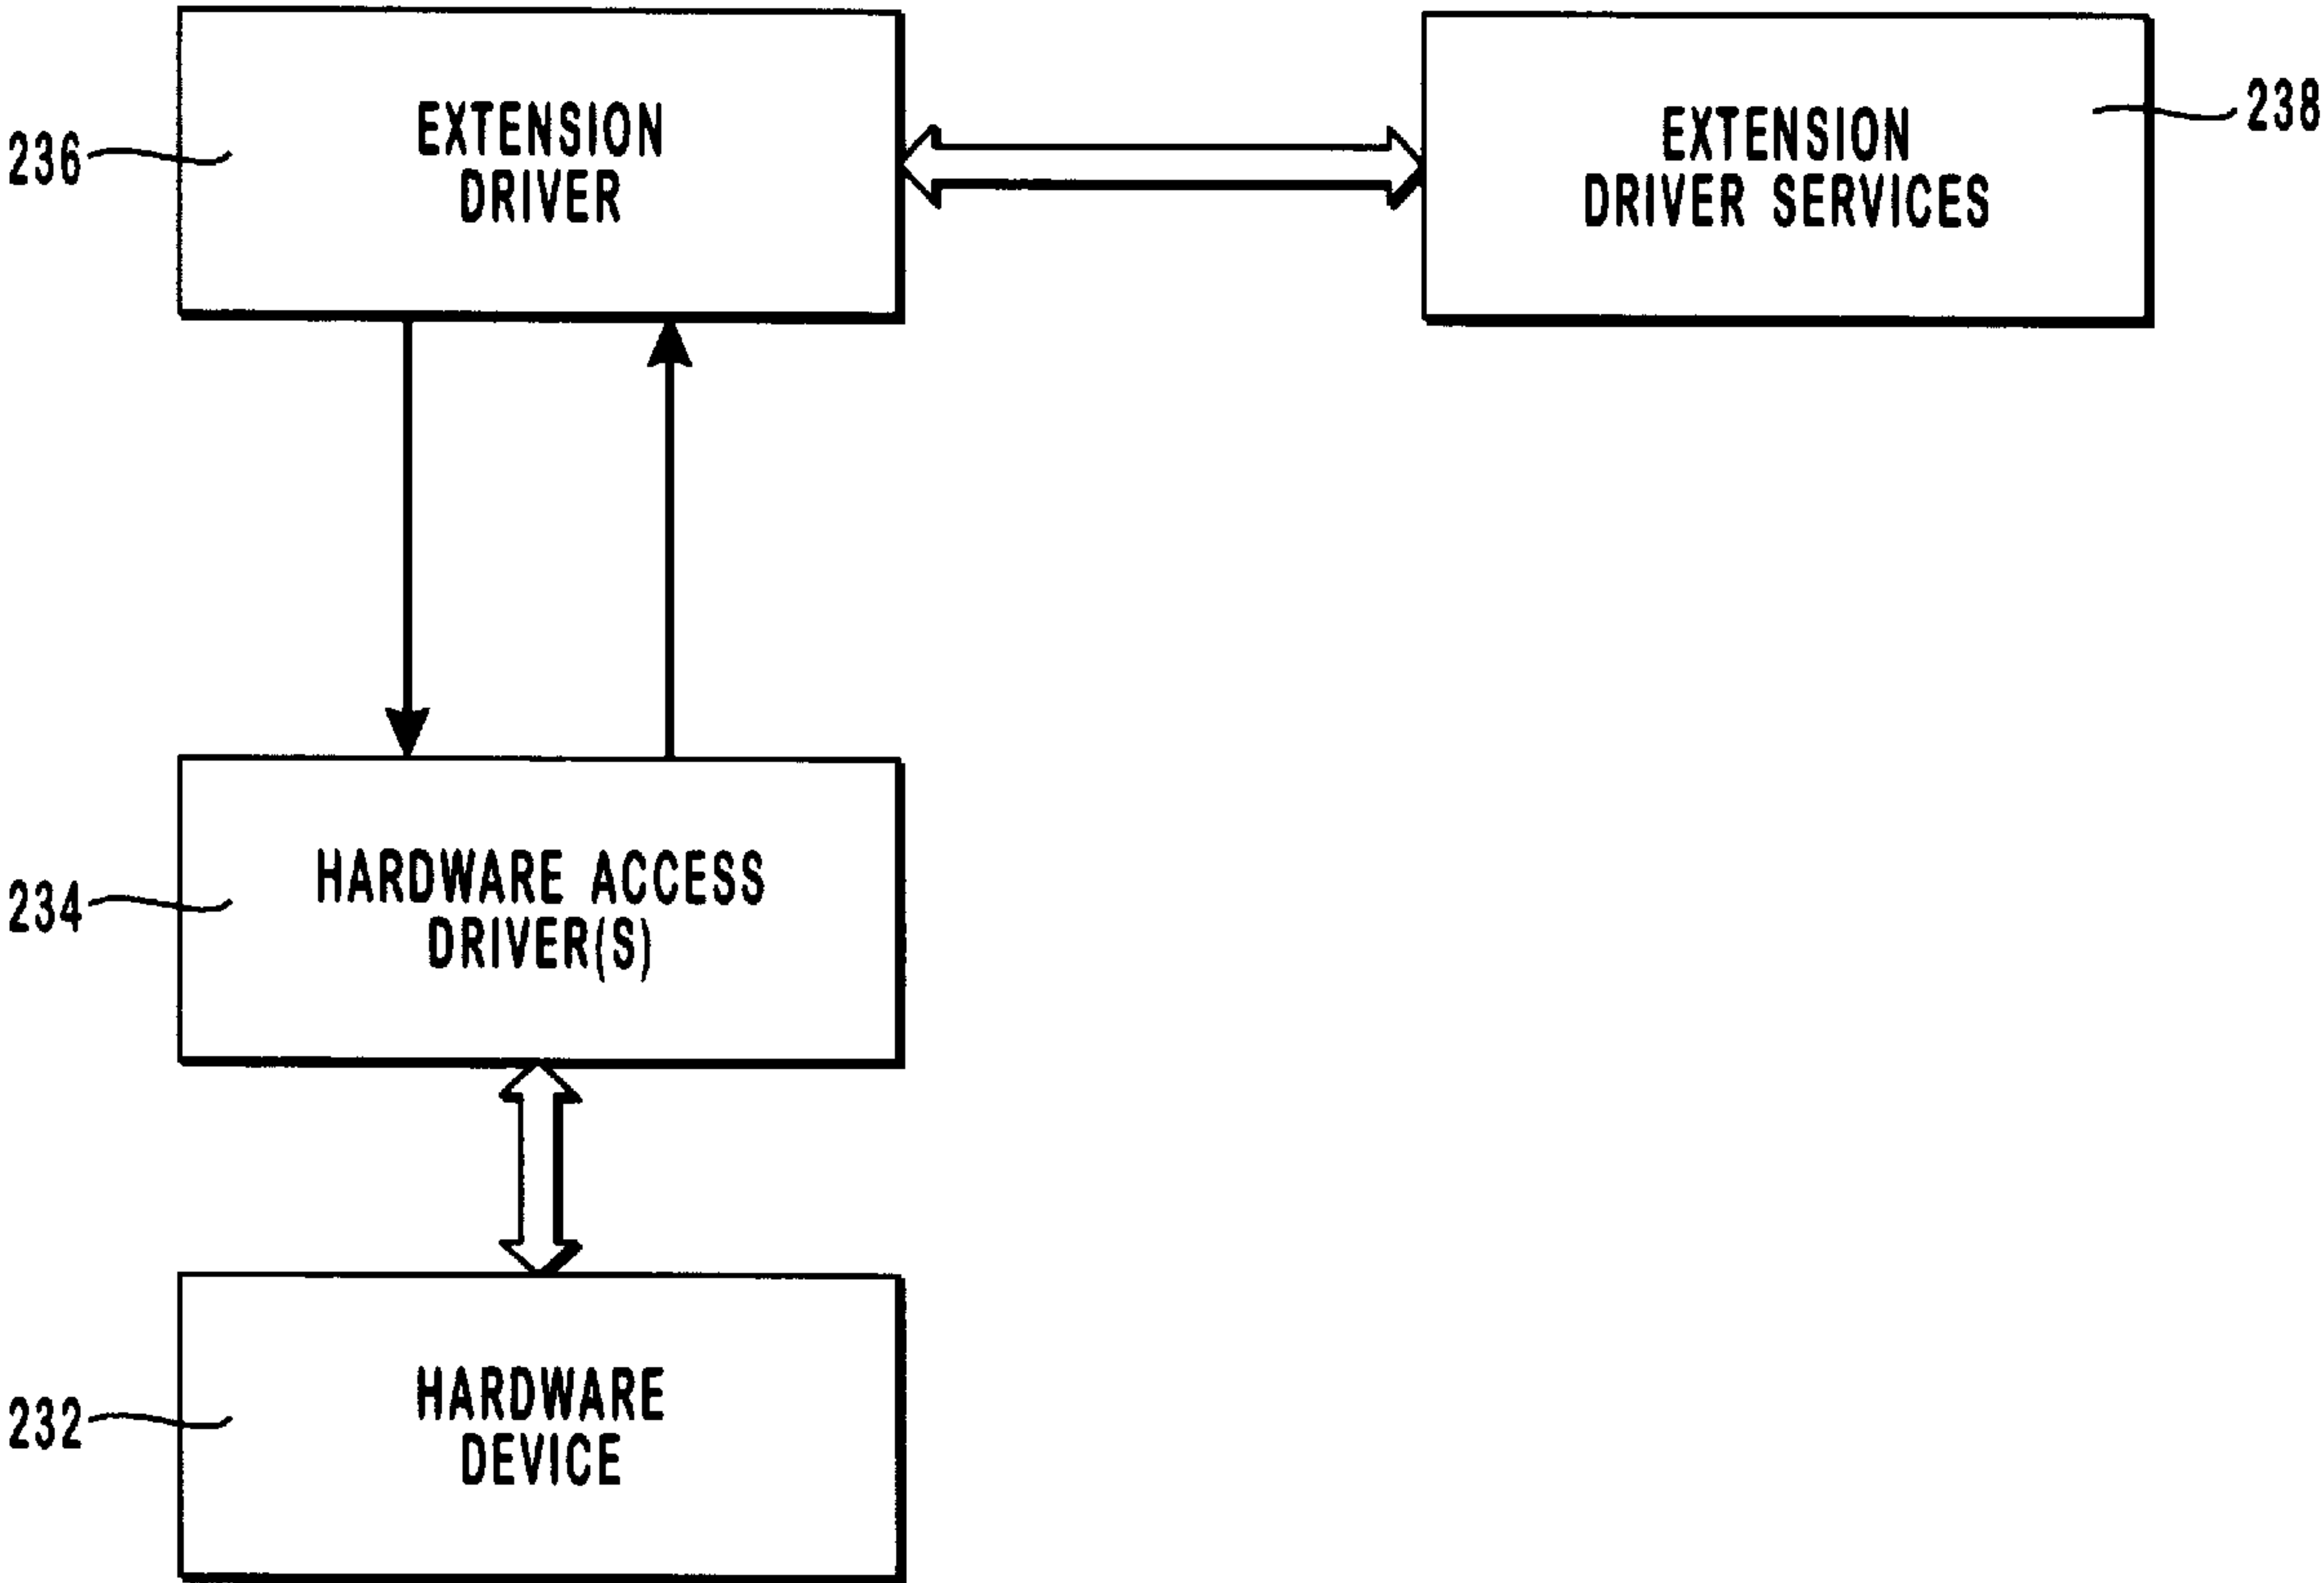 236
EXTENSION
DRIVER
EXTENSION
DRIVER SERVICES
238
234
HARDWARE ACCESS
DRIVER(S)
232
HARDWARE
DEVICE